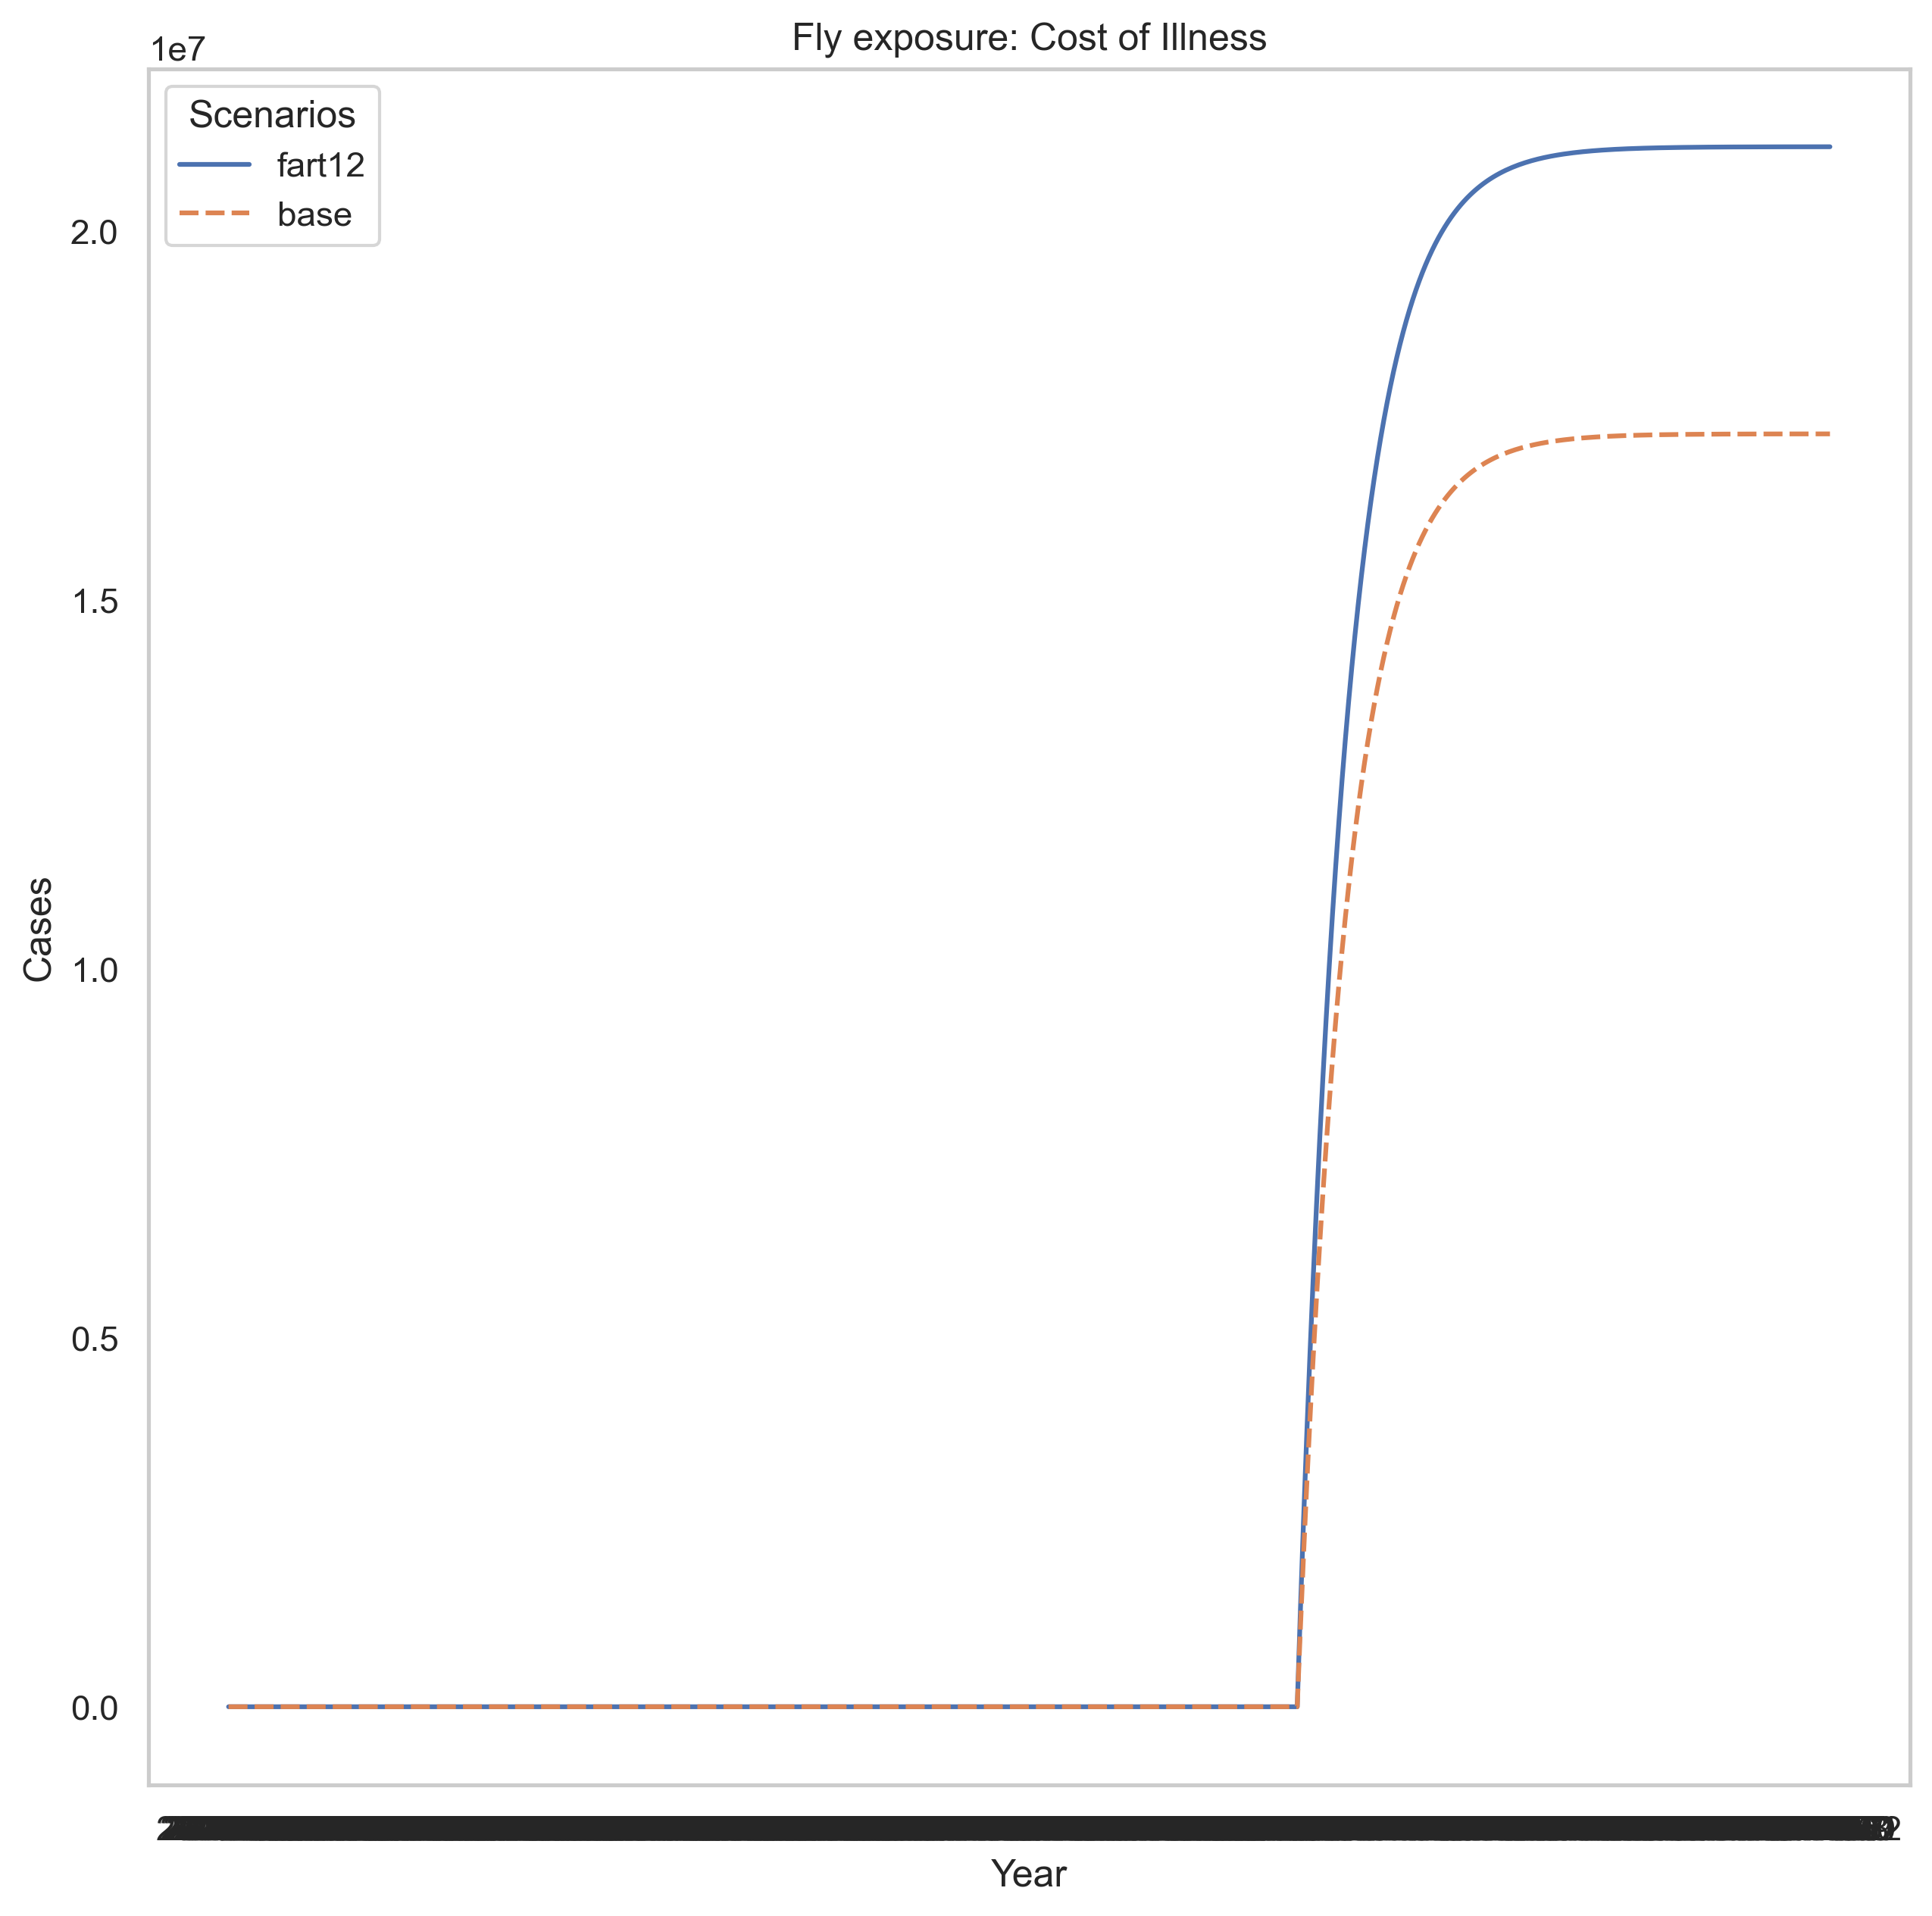 Fly exposure: Cost of Illness
1e7
Scenarios
fart12
base
2.0
1.5
1.0
0.5
0.0
Cases
Year